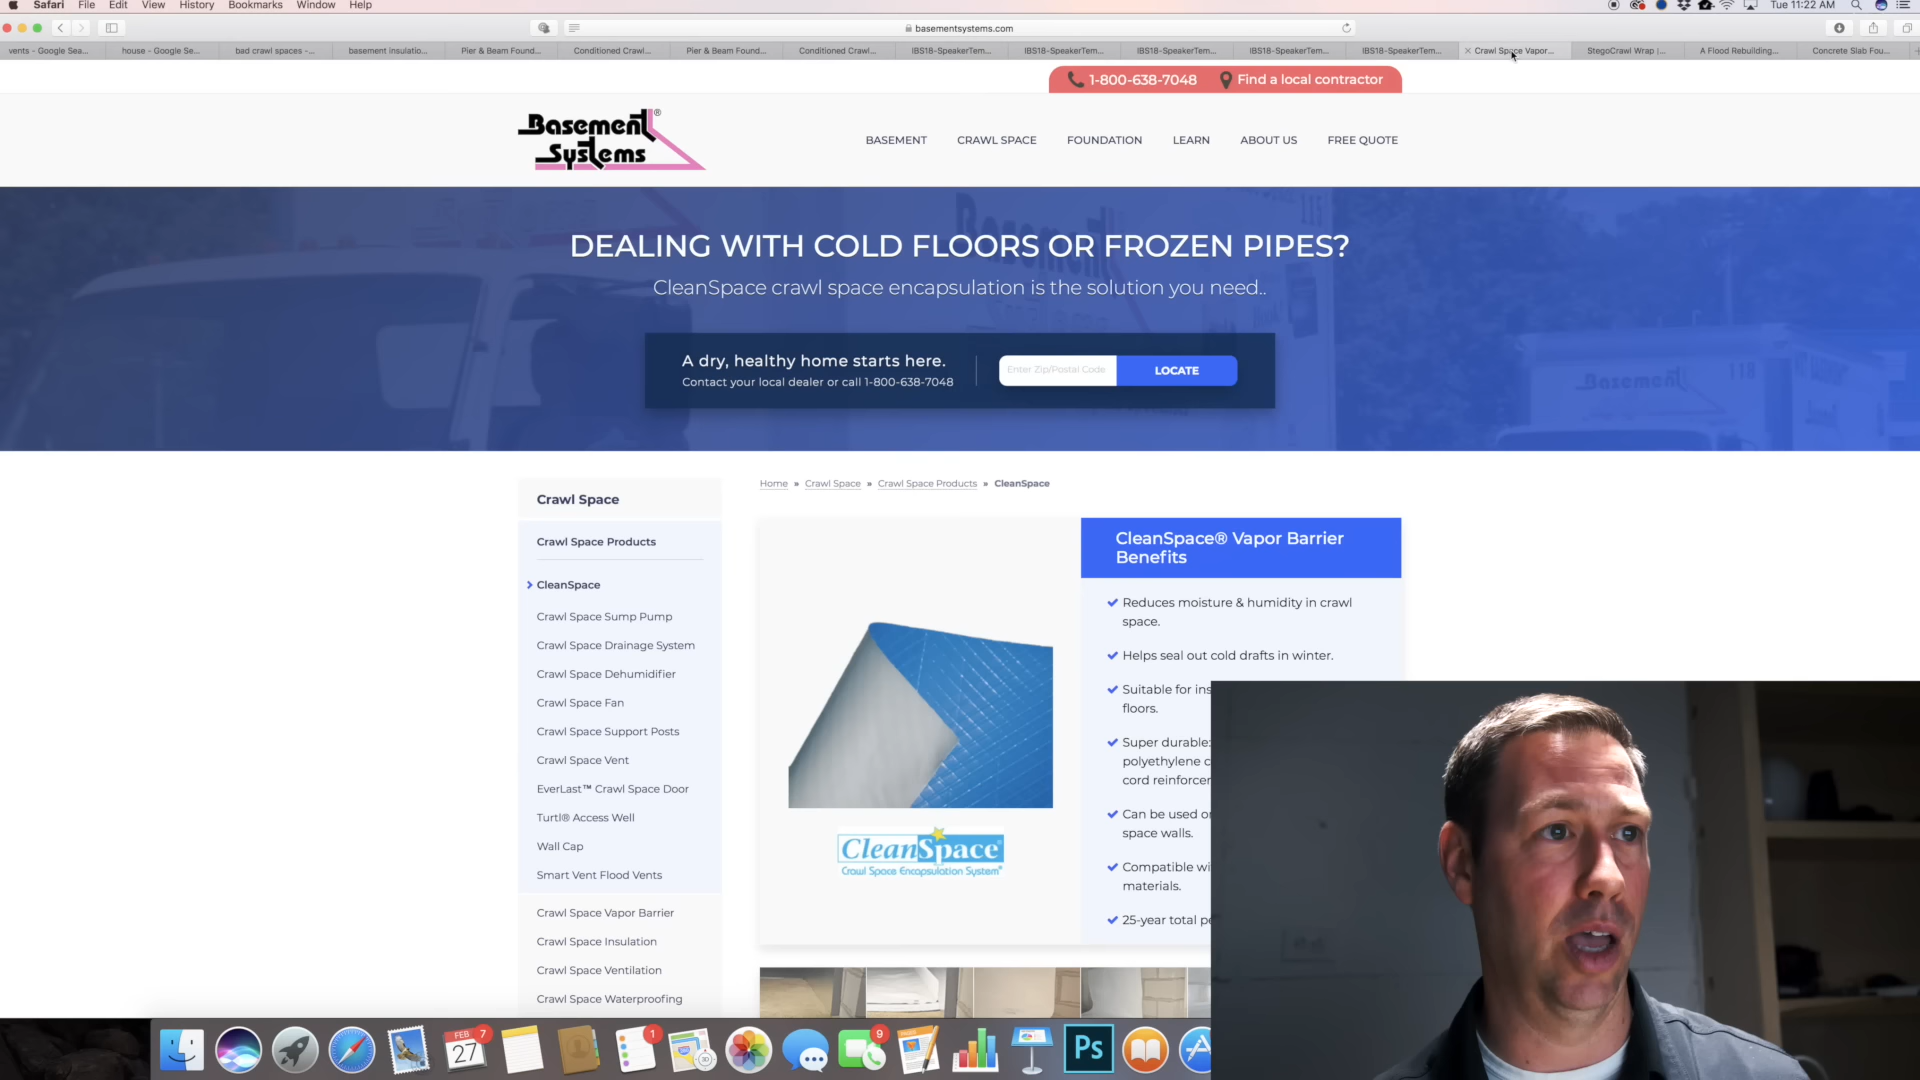 Safari File Edit View History Bookmarks Window Help
Tue 11:22 AM
basementsystems.com
vents - Google Sea...
house - Google Se...
bad crawl spaces -...
basement insulatio...
Pier & Beam Found...
Conditioned Crawl...
Pier & Beam Found...
Conditioned Crawl...
IBS18-SpeakerTem...
IBS18-SpeakerTem...
IBS18-SpeakerTem...
IBS18-SpeakerTem...
IBS18-SpeakerTem...
Crawl Space Vapor...
StegoCrawl Wrap |...
A Flood Rebuilding...
Concrete Slab Fou...
1-800-638-7048 Find a local contractor
Basement®
Systems
BASEMENT CRAWL SPACE FOUNDATION LEARN ABOUT US FREE QUOTE
DEALING WITH COLD FLOORS OR FROZEN PIPES?
CleanSpace crawl space encapsulation is the solution you need..
A dry, healthy home starts here.
Contact your local dealer or call 1-800-638-7048
Enter Zip/Postal Code LOCATE
Crawl Space
Crawl Space Products
CleanSpace
Crawl Space Sump Pump
Crawl Space Drainage System
Crawl Space Dehumidifier
Crawl Space Fan
Crawl Space Support Posts
Crawl Space Vent
EverLast™ Crawl Space Door
Turtl® Access Well
Wall Cap
Smart Vent Flood Vents
Crawl Space Vapor Barrier
Crawl Space Insulation
Crawl Space Ventilation
Crawl Space Waterproofing
Home » Crawl Space » Crawl Space Products » CleanSpace
CleanSpace®
Crawl Space Encapsulation System®
CleanSpace® Vapor Barrier
Benefits
Reduces moisture & humidity in crawl
space.
Helps seal out cold drafts in winter.
Suitable for ins
floors.
Super durable:
polyethylene c
cord reinforcer
Can be used or
space walls.
Compatible wi
materials.
25-year total pe
FEB 7
27
1
9
Ps